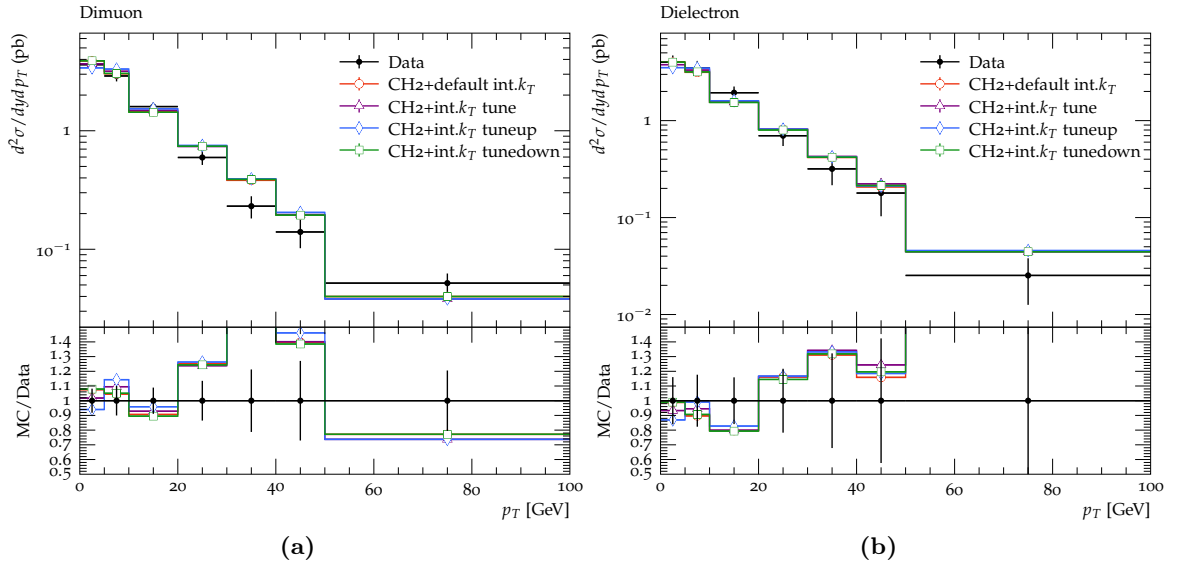 Dimuon
d²σ/dydp_T (pb)
1
10⁻¹
Data
CH2+default int.k_T
CH2+int.k_T tune
CH2+int.k_T tuneup
CH2+int.k_T tunedown
MC/Data
1.4
1.3
1.2
1.1
1
0.9
0.8
0.7
0.6
0.5
0 20 40 60 80 100
p_T [GeV]
(a)
Dielectron
d²σ/dydp_T (pb)
1
10⁻¹
10⁻²
Data
CH2+default int.k_T
CH2+int.k_T tune
CH2+int.k_T tuneup
CH2+int.k_T tunedown
MC/Data
1.4
1.3
1.2
1.1
1
0.9
0.8
0.7
0.6
0.5
0 20 40 60 80 100
p_T [GeV]
(b)